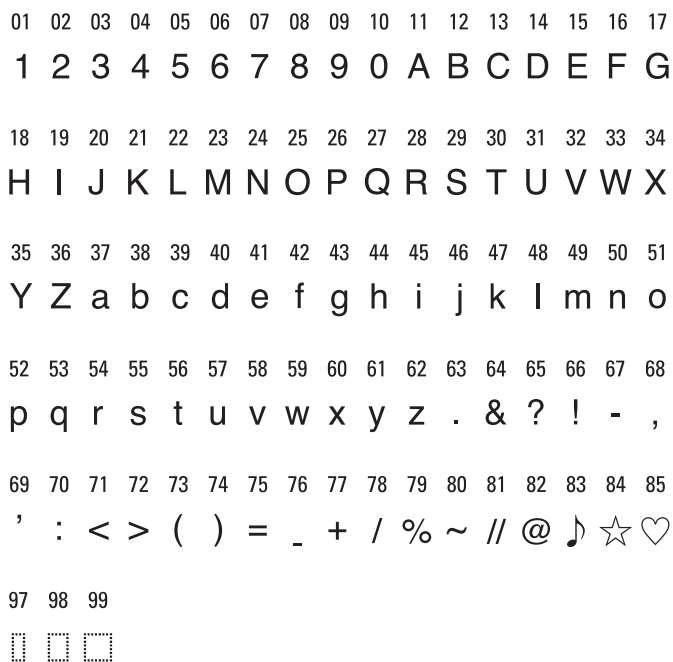 01 02 03 04 05 06 07 08 09 10 11 12 13 14 15 16 17
1 2 3 4 5 6 7 8 9 0 A B C D E F G
18 19 20 21 22 23 24 25 26 27 28 29 30 31 32 33 34
H I J K L M N O P Q R S T U V W X
35 36 37 38 39 40 41 42 43 44 45 46 47 48 49 50 51
Y Z a b c d e f g h i j k l m n o
52 53 54 55 56 57 58 59 60 61 62 63 64 65 66 67 68
p q r s t u v w x y z . & ? ! - ,
69 70 71 72 73 74 75 76 77 78 79 80 81 82 83 84 85
’ : < > ( ) = _ + / % ~ // @ ♪ ☆ ♡
97 98 99